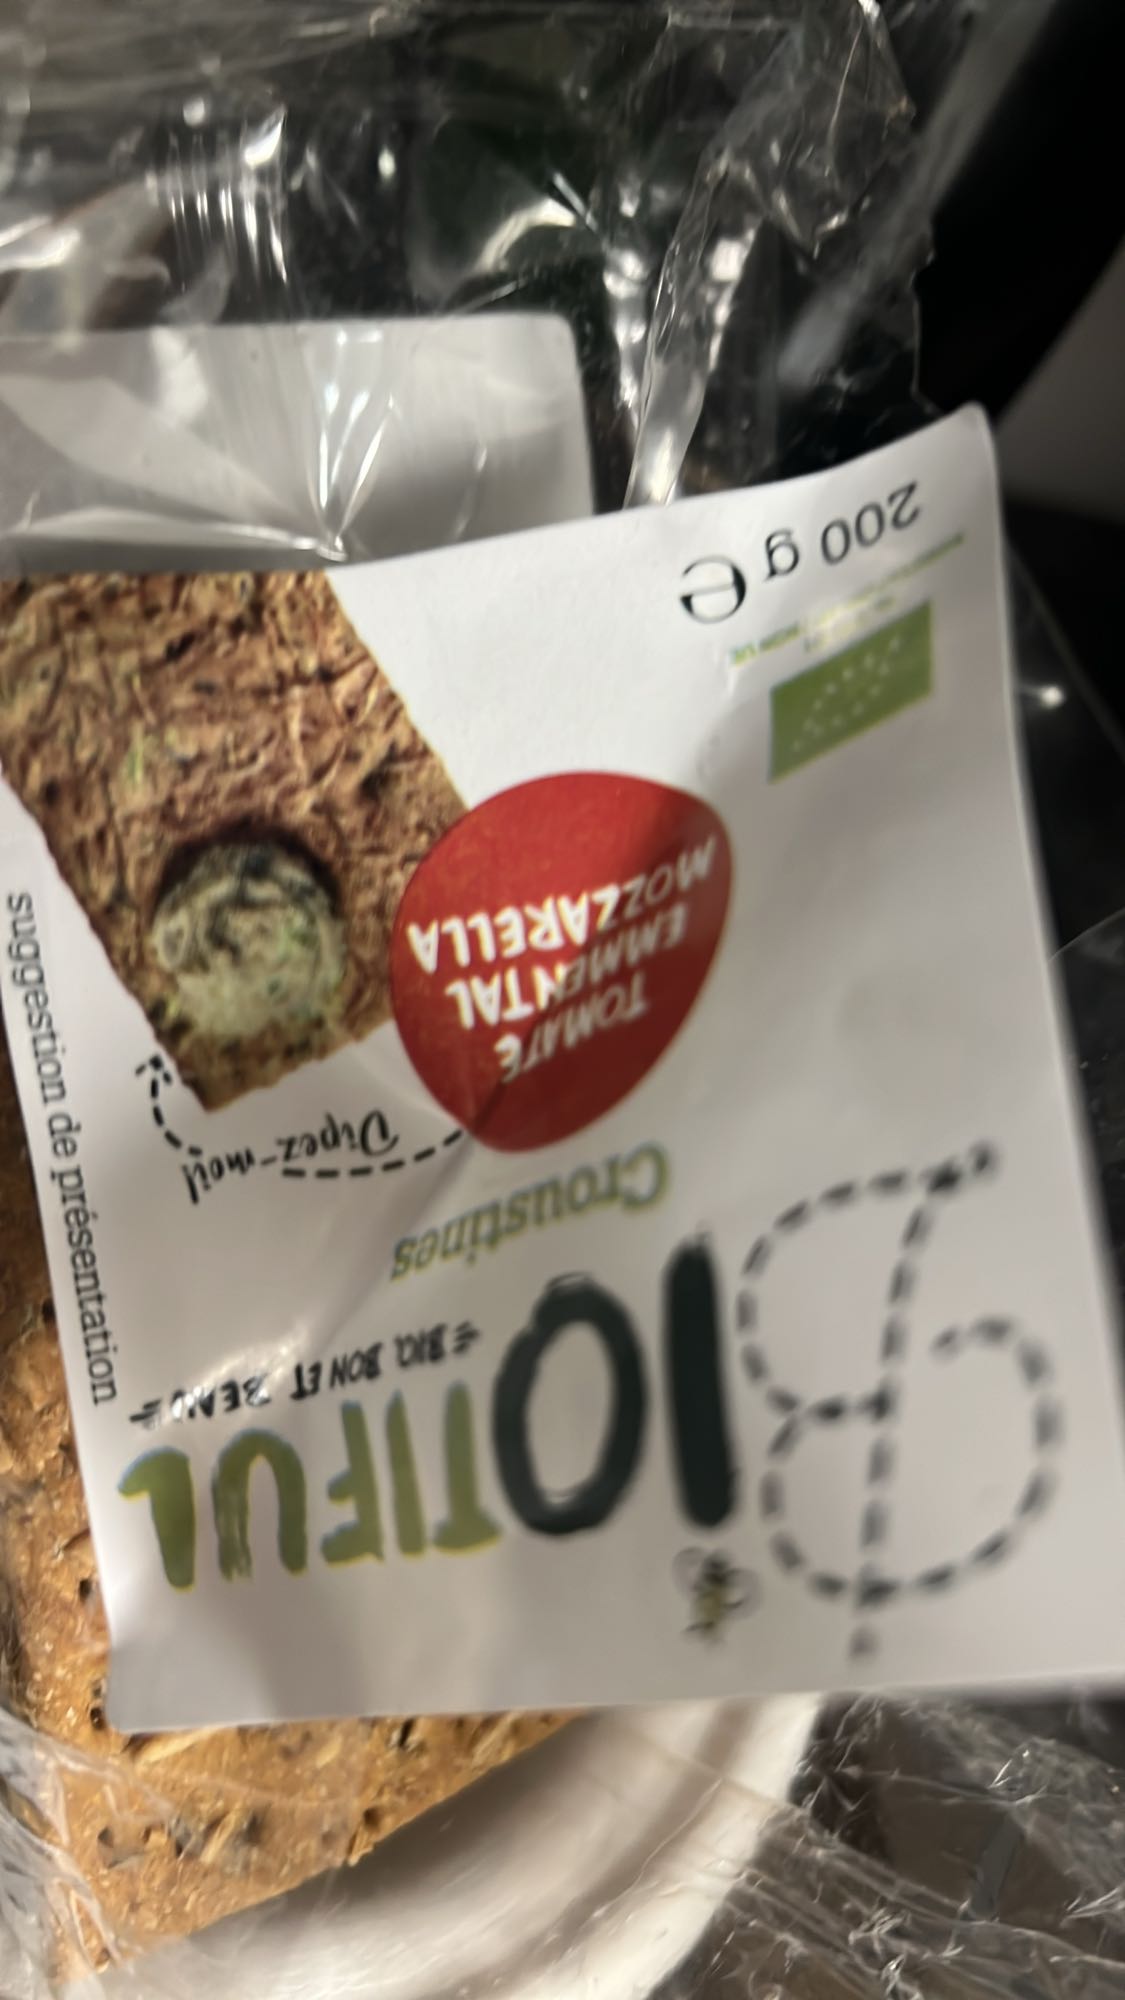 BIOTIFUL
BIO, BON ET BEAU
Croustines
Dipez-moi!
TOMATE
EMMENTAL
MOZZARELLA
200 g e
suggestion de présentation